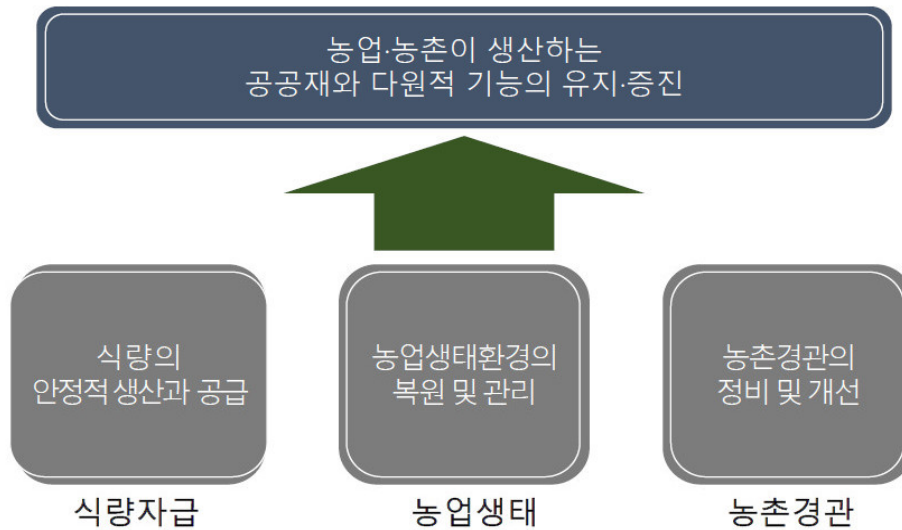 농업·농촌이 생산하는
공공재와 다원적 기능의 유지·증진
식량의
안정적 생산과 공급
농업생태환경의
복원 및 관리
농촌경관의
정비 및 개선
식량자급
농업생태
농촌경관